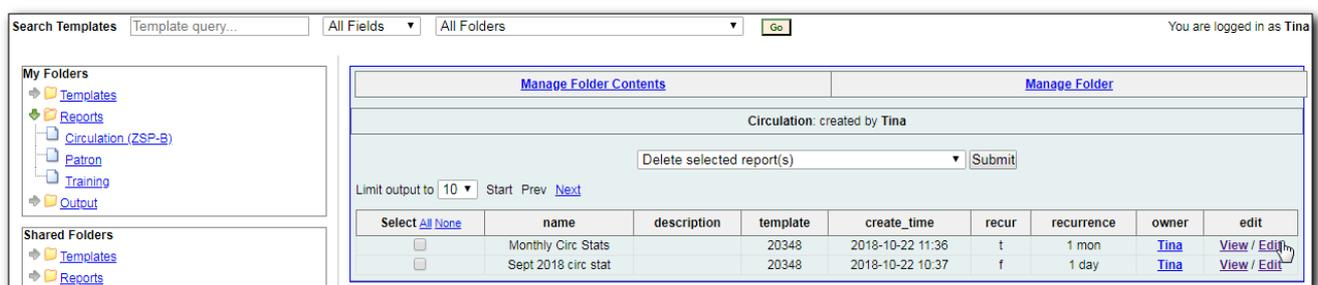 Search Templates Template query... All Fields All Folders Go You are logged in as Tina
My Folders
Templates
Reports
Circulation (ZSP-B)
Patron
Training
Output
Shared Folders
Templates
Reports
Manage Folder Contents Manage Folder
Circulation: created by Tina
Delete selected report(s) Submit
Limit output to 10 Start Prev Next
Select All None name description template create_time recur recurrence owner edit
Monthly Circ Stats 20348 2018-10-22 11:36 t 1 mon Tina View / Edit
Sept 2018 circ stat 20348 2018-10-22 10:37 f 1 day Tina View / Edit